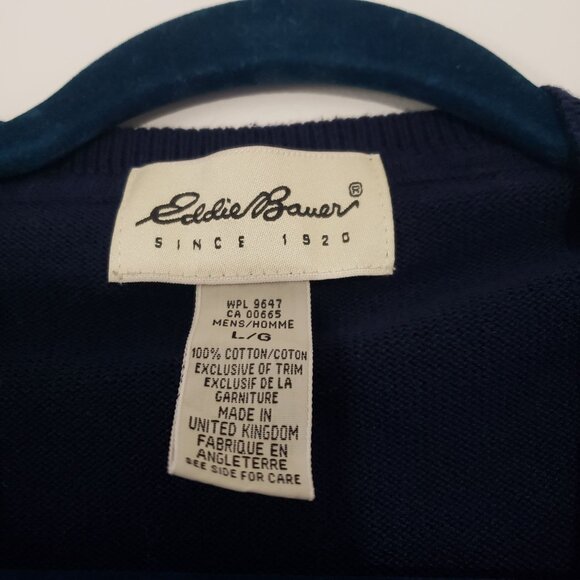 Eddie Bauer®
SINCE 1920
WPL 9647
CA 00665
MENS/HOMME
L/G
100% COTTON/COTON
EXCLUSIVE OF TRIM
EXCLUSIF DE LA
GARNITURE
MADE IN
UNITED KINGDOM
FABRIQUE EN
ANGLETERRE
SEE SIDE FOR CARE